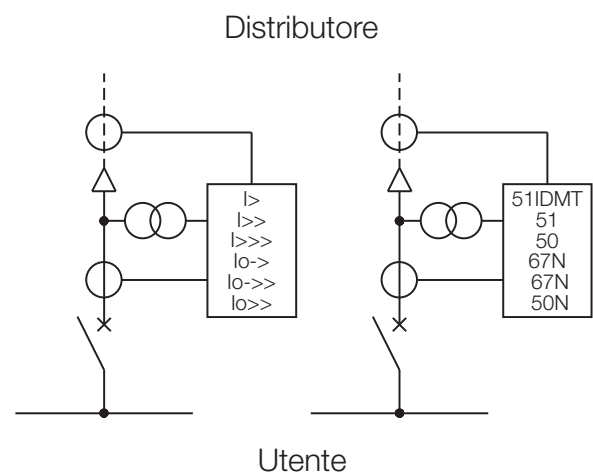 Distributore
I>
I>>
I>>>
Io->
Io->>
Io>>
51IDMT
51
50
67N
67N
50N
Utente